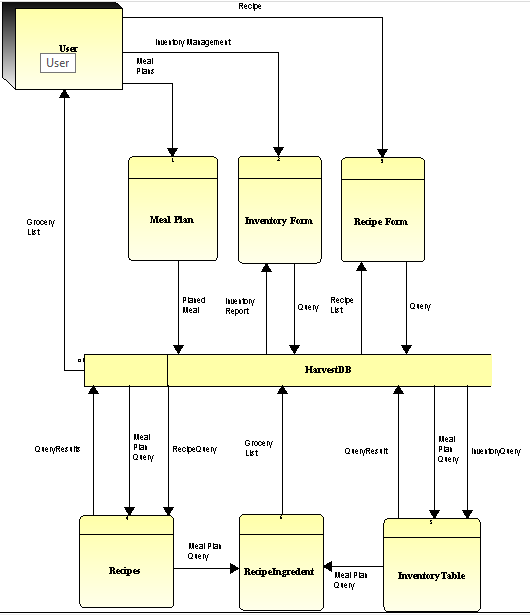 Recipe
User
User
Inventory Management
Meal
Plans
1
Meal Plan
2
Inventory Form
3
Recipe Form
Grocery
List
Planed
Meal
Inventory
Report
Query
Recipe
List
Query
HarvestDB
QueryResults
Meal
Plan
Query
RecipeQuery
Grocery
List
QueryResult
Meal
Plan
Query
InventoryQuery
Recipes
Meal Plan
Query
RecipeIngredent
Meal Plan
Query
5
InventoryTable